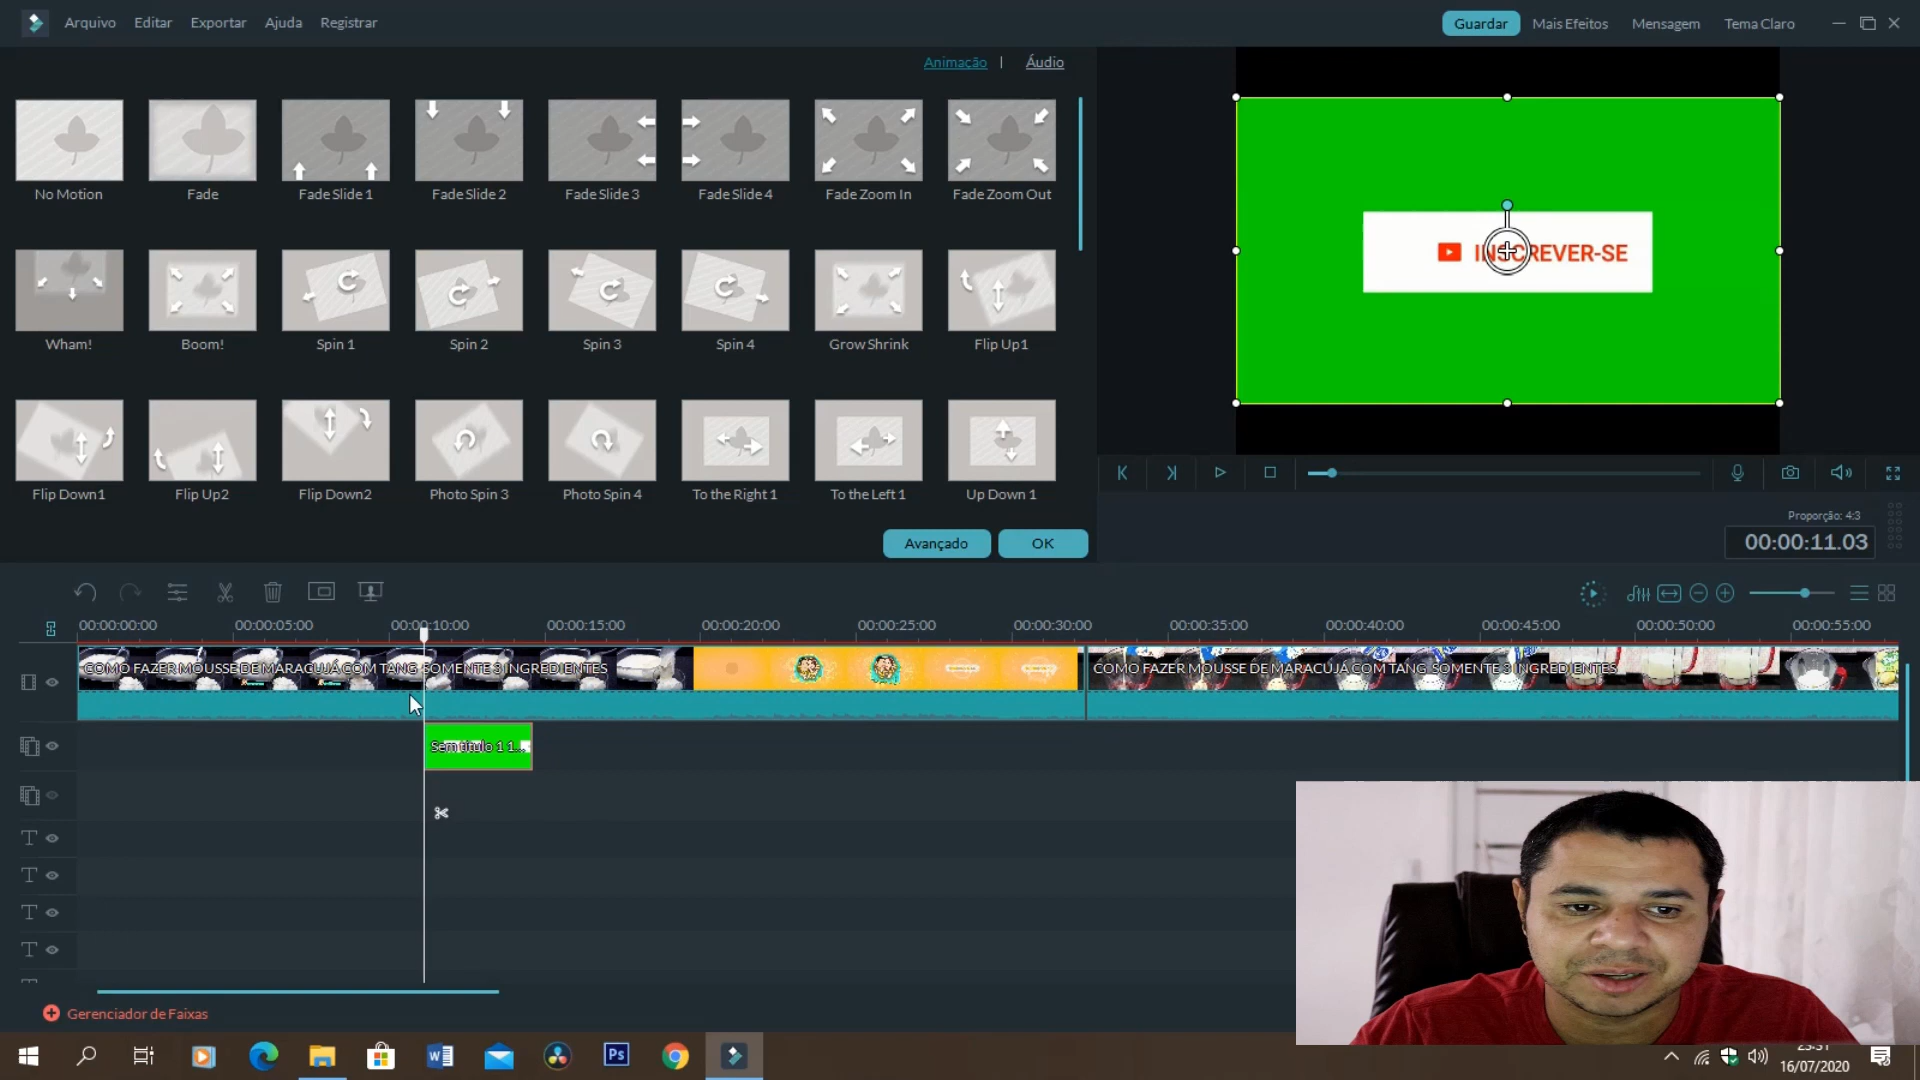 Arquivo Editar Exportar Ajuda Registrar
Guardar Mais Efeitos Mensagem Tema Claro
Animação | Áudio
No Motion Fade Fade Slide 1 Fade Slide 2 Fade Slide 3 Fade Slide 4 Fade Zoom In Fade Zoom Out
Wham! Boom! Spin 1 Spin 2 Spin 3 Spin 4 Grow Shrink Flip Up1
Flip Down1 Flip Up2 Flip Down2 Photo Spin 3 Photo Spin 4 To the Right 1 To the Left 1 Up Down 1
INSCREVER-SE
Avançado OK
Proporção: 4:3
00:00:11.03
00:00:00:00 00:00:05:00 00:00:10:00 00:00:15:00 00:00:20:00 00:00:25:00 00:00:30:00 00:00:35:00 00:00:40:00 00:00:45:00 00:00:50:00 00:00:55:00
COMO FAZER MOUSSE DE MARACUJÁ COM TANG SOMENTE 3 INGREDIENTES COMO FAZER MOUSSE DE MARACUJÁ COM TANG SOMENTE 3 INGREDIENTES
Sem título 1 1...
T
T
T
T
Gerenciador de Faixas
W
Ps
16/07/2020